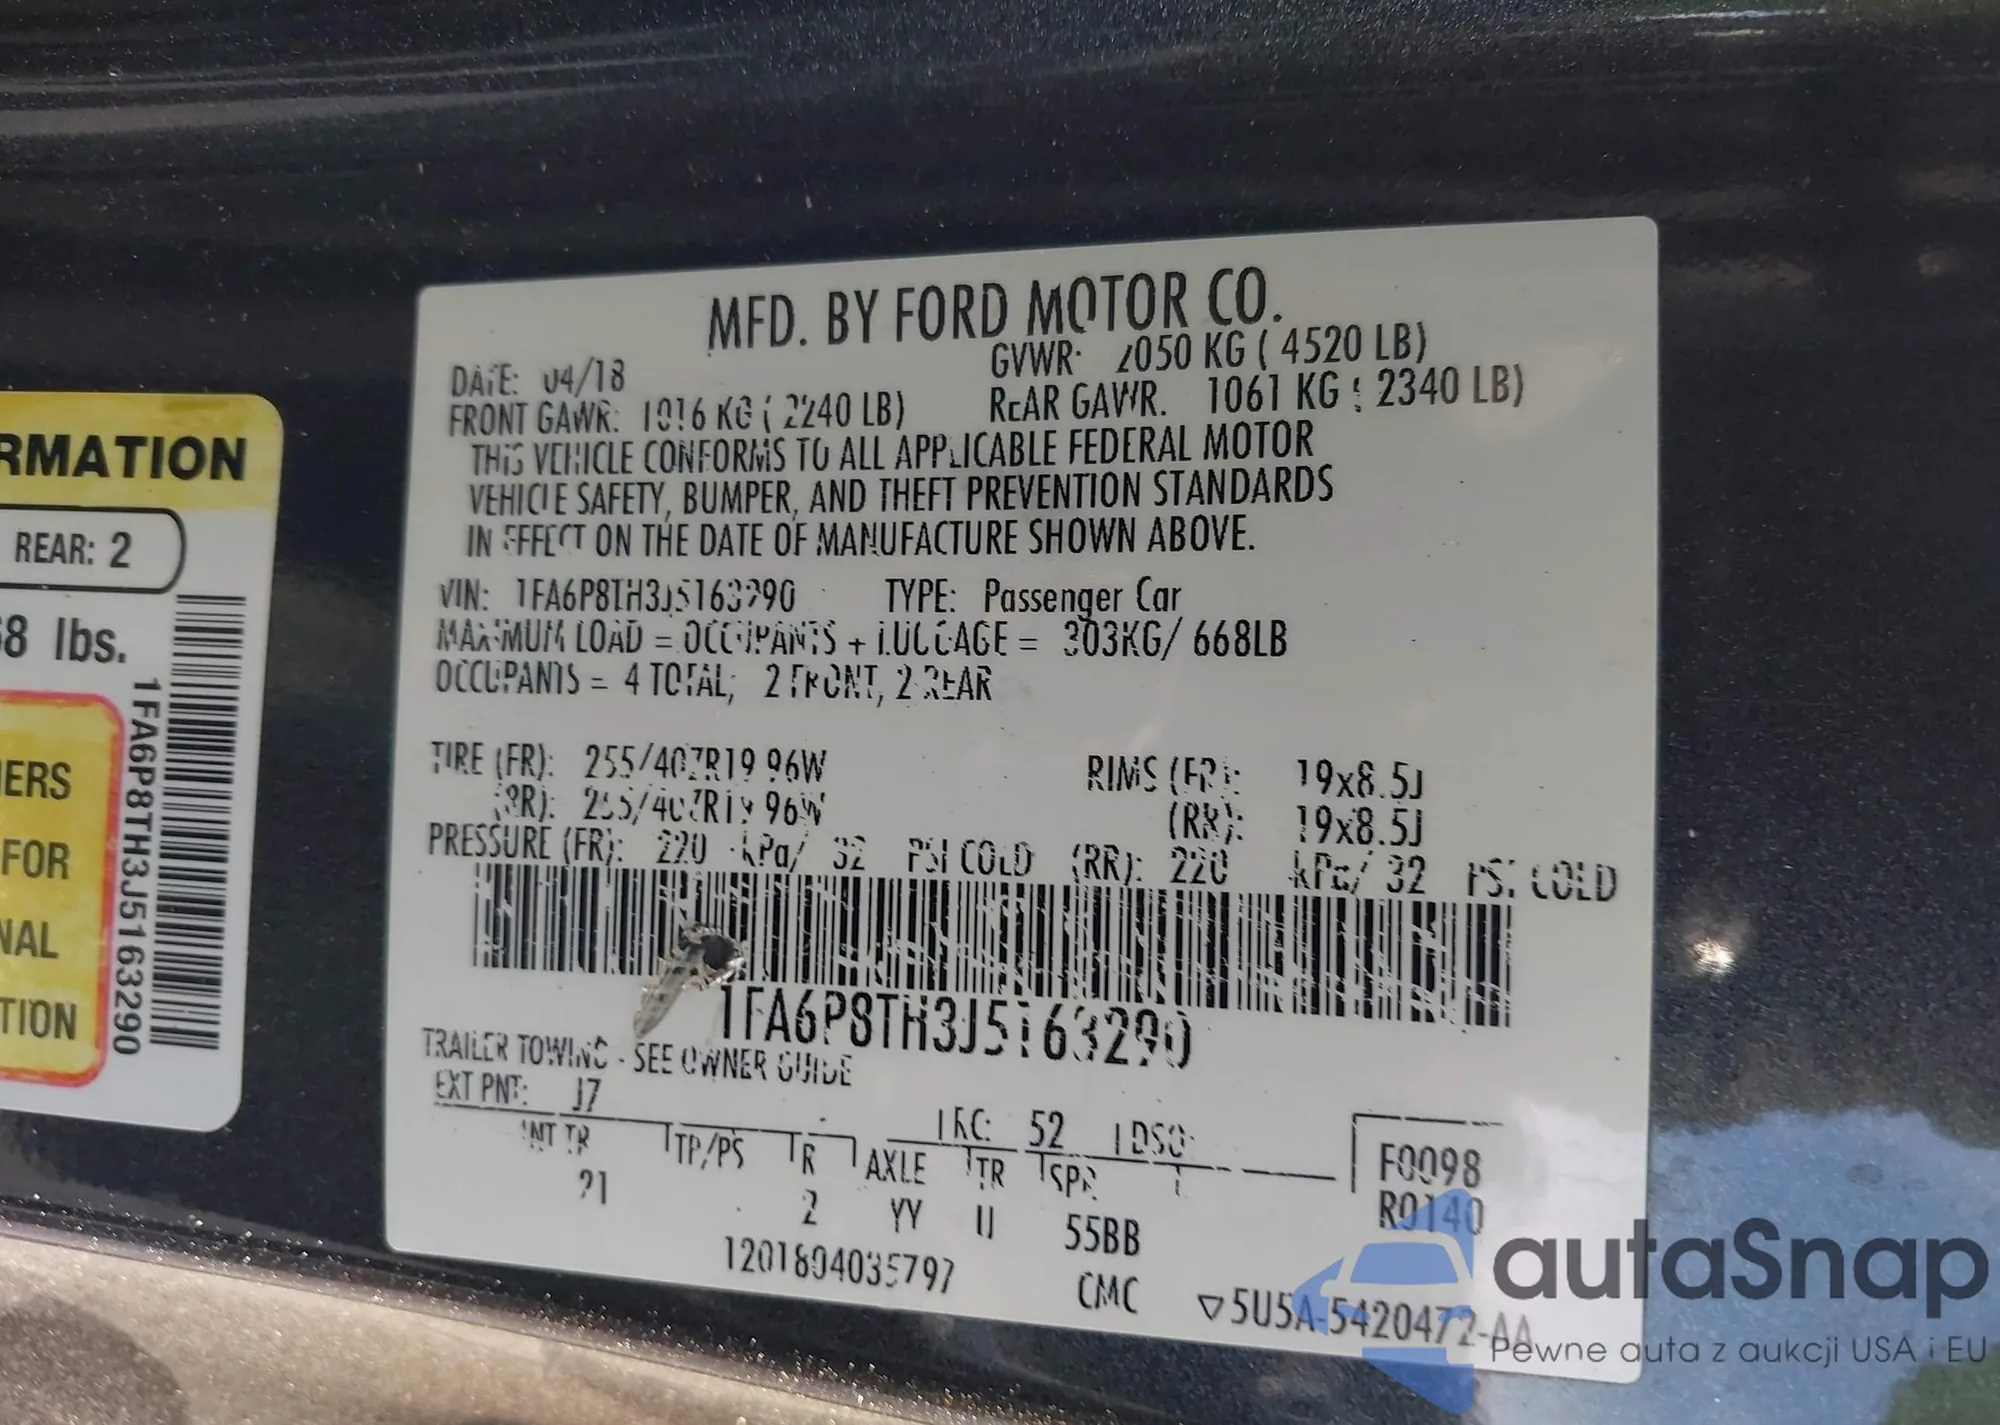 RMATION
REAR: 2
68 lbs.
1FA6P8TH3J5163290
IERS
FOR
NAL
TION
MFD. BY FORD MOTOR CO.
DATE: 04/18
GVWR: 2050 KG ( 4520 LB)
FRONT GAWR: 1016 KG ( 2240 LB)
REAR GAWR: 1061 KG ( 2340 LB)
THIS VEHICLE CONFORMS TO ALL APPLICABLE FEDERAL MOTOR
VEHICLE SAFETY, BUMPER, AND THEFT PREVENTION STANDARDS
IN EFFECT ON THE DATE OF MANUFACTURE SHOWN ABOVE.
VIN: 1FA6P8TH3J5163290 TYPE: Passenger Car
MAXIMUM LOAD = OCCUPANTS + LUGGAGE = 303KG/ 668LB
OCCUPANTS = 4 TOTAL, 2 FRONT, 2 REAR
TIRE (FR): 255/40ZR19 96W RIMS (FR): 19x8.5J
(RR): 255/40ZR19 96W (RR): 19x8.5J
PRESSURE (FR): 220 kPa/ 32 PSI COLD (RR): 220 kPa/ 32 PSI COLD
1FA6P8TH3J5163290
TRAILER TOWING - SEE OWNER GUIDE
EXT PNT: J7 RC: 52 DSO:
INT TR TP/PS R AXLE TR SPR
2 YY U 55BB
F0098
R0140
1201804035797 CMC ▽5U5A-5420472-AA
autaSnap
Pewne auta z aukcji USA i EU